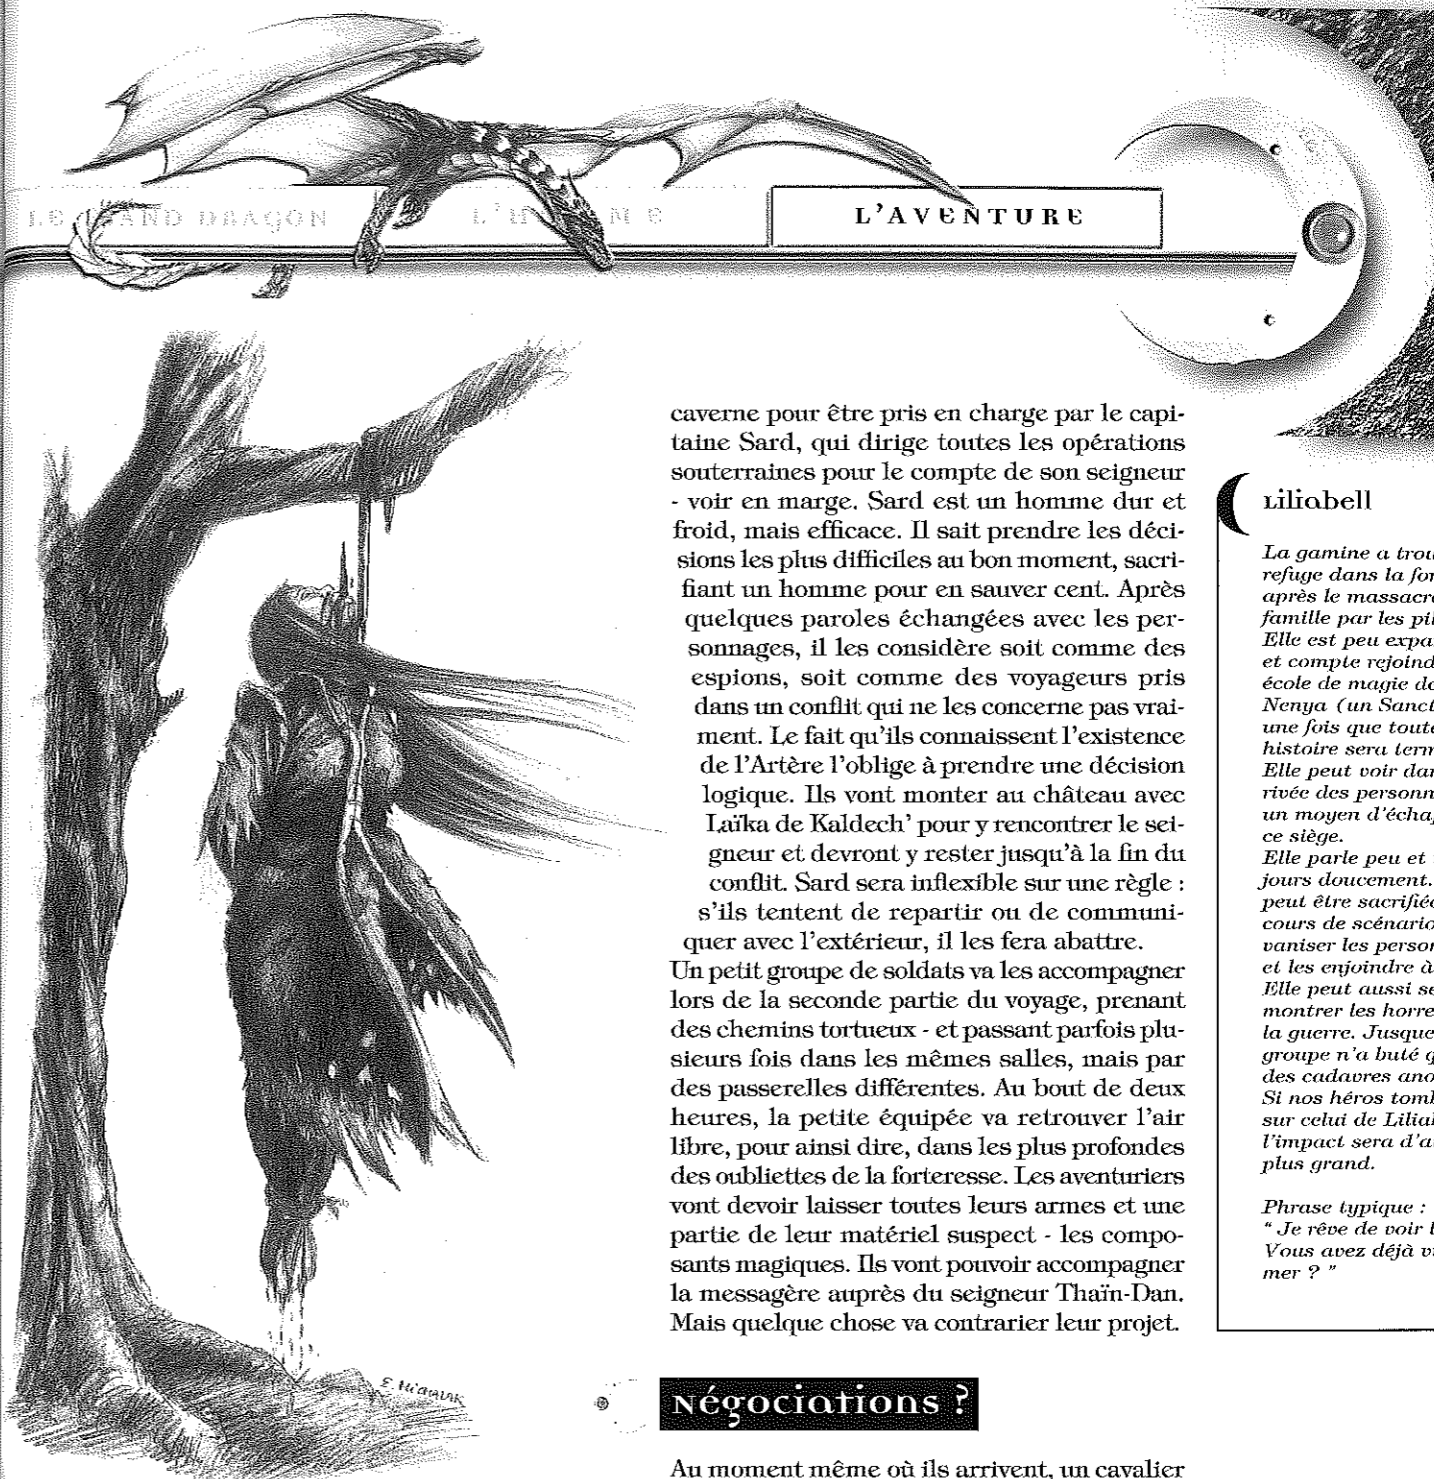 LE GRAND DRAGON
L'AVENTURE
caverne pour être pris en charge par le capi-
taine Sard, qui dirige toutes les opérations
souterraines pour le compte de son seigneur
- voir en marge. Sard est un homme dur et
froid, mais efficace. Il sait prendre les déci-
sions les plus difficiles au bon moment, sacri-
fiant un homme pour en sauver cent. Après
quelques paroles échangées avec les per-
sonnages, il les considère soit comme des
espions, soit comme des voyageurs pris
dans un conflit qui ne les concerne pas vrai-
ment. Le fait qu'ils connaissent l'existence
de l'Artère l'oblige à prendre une décision
logique. Ils vont monter au château avec
Laïka de Kaldech' pour y rencontrer le sei-
gneur et devront y rester jusqu'à la fin du
conflit. Sard sera inflexible sur une règle :
s'ils tentent de repartir ou de communi-
quer avec l'extérieur, il les fera abattre.
Un petit groupe de soldats va les accompagner
lors de la seconde partie du voyage, prenant
des chemins tortueux - et passant parfois plu-
sieurs fois dans les mêmes salles, mais par
des passerelles différentes. Au bout de deux
heures, la petite équipée va retrouver l'air
libre, pour ainsi dire, dans les plus profondes
des oubliettes de la forteresse. Les aventuriers
vont devoir laisser toutes leurs armes et une
partie de leur matériel suspect - les compo-
sants magiques. Ils vont pouvoir accompagner
la messagère auprès du seigneur Thaïn-Dan.
Mais quelque chose va contrarier leur projet.
Négociations ?
Au moment même où ils arrivent, un cavalier
Liliabell
La gamine a trou
refuge dans la for
après le massacre
famille par les pil
Elle est peu expa
et compte rejoind
école de magie do
Nenya (un Sanct
une fois que toute
histoire sera term
Elle peut voir dan
rivée des personn
un moyen d'échap
ce siège.
Elle parle peu et
jours doucement.
peut être sacrifiée
cours de scénario
vaniser les person
et les enjoindre à
Elle peut aussi se
montrer les horre
la guerre. Jusque
groupe n'a buté q
des cadavres ano
Si nos héros tomb
sur celui de Lilial
l'impact sera d'au
plus grand.
Phrase typique :
“ Je rêve de voir l
Vous avez déjà vu
mer ? ”